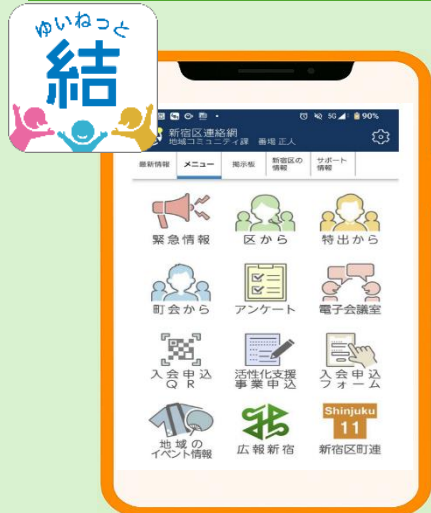 ゆいねっと
結
5G 90%
新宿区連絡網
地域コミュニティ課 番場 正人
最新情報 メニュー 掲示板 新宿区の情報 サポート情報
緊急情報 区から 特出から
町会から アンケート 電子会議室
入会申込QR 活性化支援事業申込 入会申込フォーム
Shinjuku
11
地域のイベント情報 広報新宿 新宿区町連